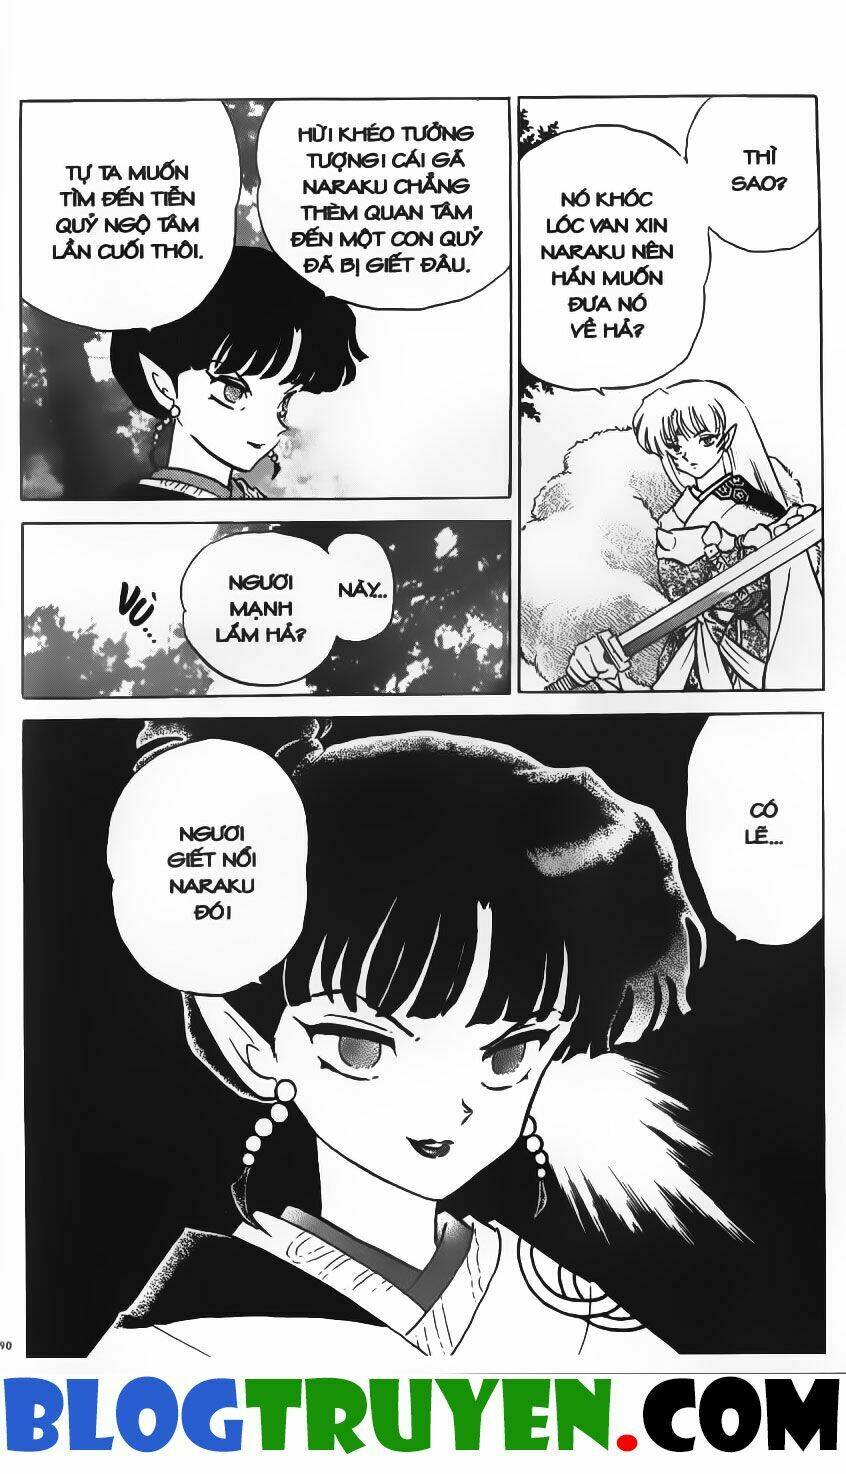 THÌ
SAO?
NÓ KHÓC
LÓC VAN XIN
NARAKU NÊN
HẮN MUỐN
ĐƯA NÓ
VỀ HẢ?
HỪI KHÉO TƯỞNG
TƯỢNGI CÁI GÃ
NARAKU CHẲNG
THÈM QUAN TÂM
ĐẾN MỘT CON QUỶ
ĐÃ BỊ GIẾT ĐÂU.
TỰ TA MUỐN
TÌM ĐẾN TIỄN
QUỶ NGỘ TÂM
LẦN CUỐI THÔI.
NÀY...
NGƯƠI
MẠNH
LẮM HẢ?
VÙ...
CÓ
LẼ...
NGƯƠI
GIẾT NỔI
NARAKU
ĐÓI
90
BLOGTRUYEN.COM